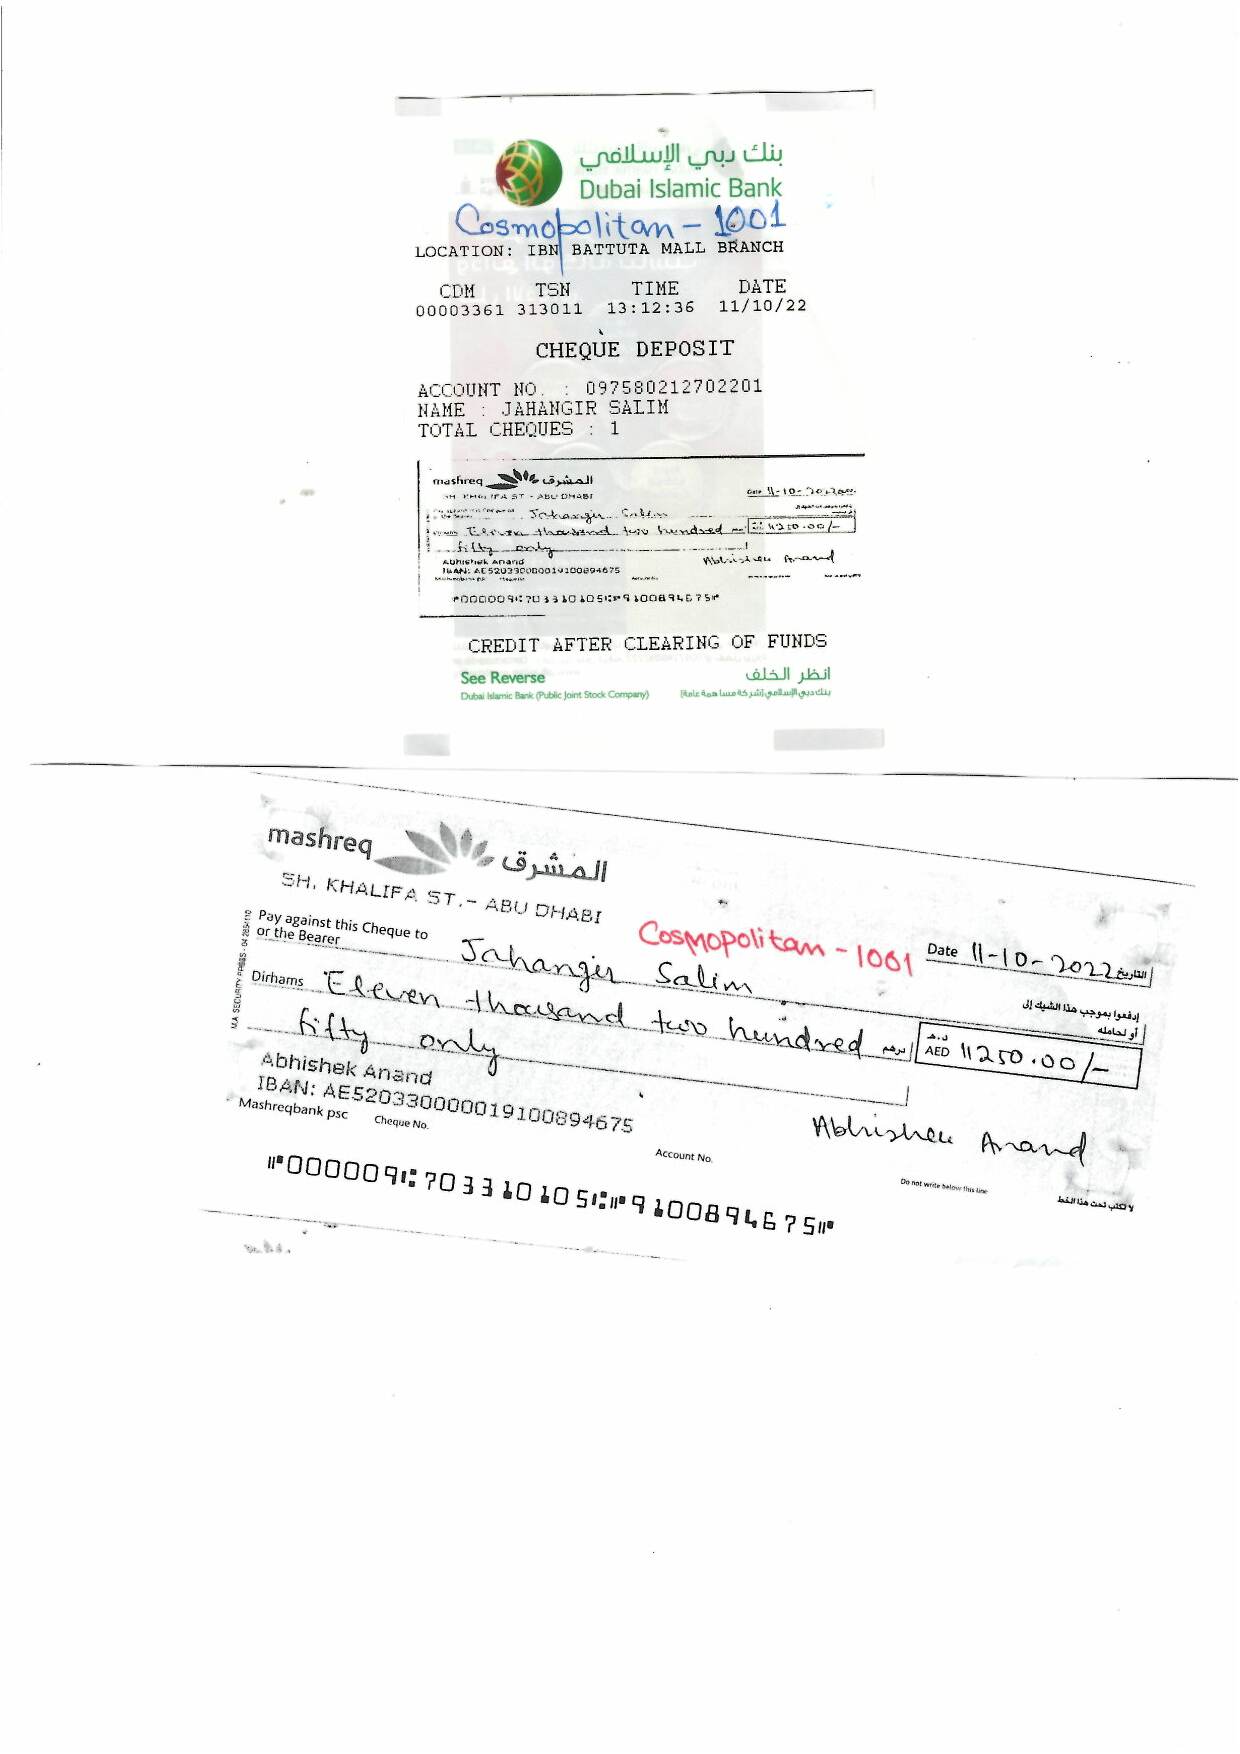 بنك دبي الإسلامي
Dubai Islamic Bank
Cosmopolitan - 1001
LOCATION: IBN BATTUTA MALL BRANCH
CDM TSN TIME DATE
00003361 313011 13:12:36 11/10/22
CHEQUE DEPOSIT
ACCOUNT NO. : 097580212702201
NAME : JAHANGIR SALIM
TOTAL CHEQUES : 1
mashreq المشرق
SH. KHALIFA ST - ABU DHABI
Date 11-10-2022
Jahangir Salim
Eleven thousand two hundred 11250.00/-
fifty only
Abhishek Anand
Abhishek Anand
IBAN: AE520330000019100894675
⑈000009⑆703310105⑆⑈9100894675⑈
CREDIT AFTER CLEARING OF FUNDS
See Reverse انظر الخلف
Dubai Islamic Bank (Public Joint Stock Company) بنك دبي الإسلامي (شركة مساهمة عامة)
mashreq المشرق
SH. KHALIFA ST.- ABU DHABI
Cosmopolitan - 1001
Date 11-10-2022 التاريخ
Pay against this Cheque to
or the Bearer
Jahangir Salim
إدفعوا بموجب هذا الشيك إلى
أو لحامله
Dirhams Eleven thousand two hundred درهم
د.هـ
AED 11250.00/-
fifty only
Abhishek Anand
IBAN: AE520330000019100894675
Mashreqbank psc Cheque No. Account No.
Abhishek Anand
Do not write below this line لا تكتب تحت هذا الخط
⑈000009⑆703310105⑆⑈9100894675⑈